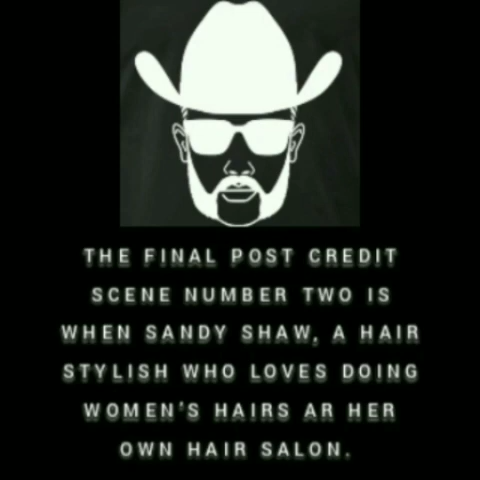 THE FINAL POST CREDIT
SCENE NUMBER TWO IS
WHEN SANDY SHAW, A HAIR
STYLISH WHO LOVES DOING
WOMEN'S HAIRS AR HER
OWN HAIR SALON.